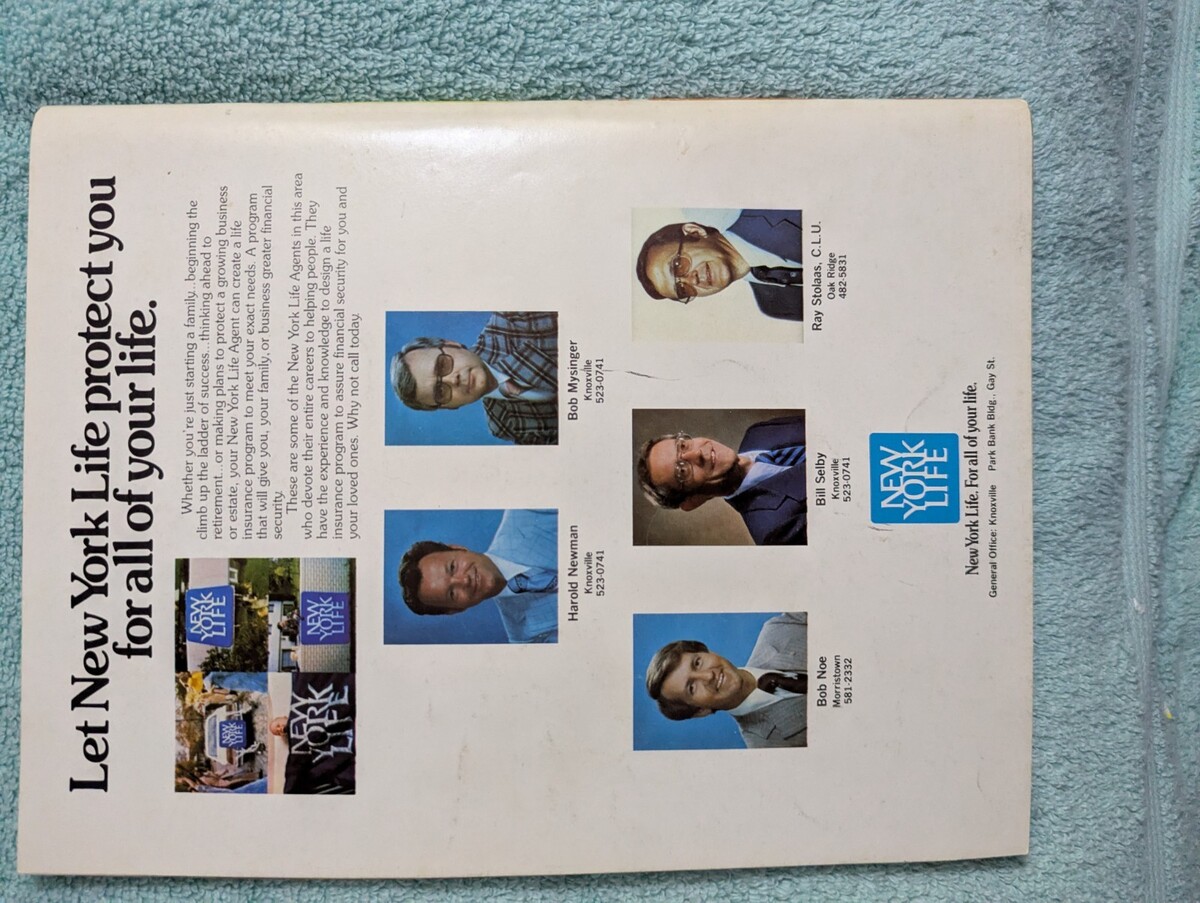 Let New York Life protect you
for all of your life.
Whether you're just starting a family...beginning the
climb up the ladder of success...thinking ahead to
retirement...or making plans to protect a growing business
or estate, your New York Life Agent can create a life
insurance program to meet your exact needs. A program
that will give you, your family, or business greater financial
security.
These are some of the New York Life Agents in this area
who devote their entire careers to helping people. They
have the experience and knowledge to design a life
insurance program to assure financial security for you and
your loved ones. Why not call today.
NEW
YORK
LIFE
NEW
YORK
LIFE
NEW
YORK
LIFE
NEW
YORK
LIFE
Harold Newman
Knoxville
523-0741
Bob Mysinger
Knoxville
523-0741
Bob Noe
Morristown
581-2332
Bill Selby
Knoxville
523-0741
Ray Stolaas, C.L.U.
Oak Ridge
482-5831
NEW
YORK
LIFE
New York Life. For all of your life.
General Office: Knoxville Park Bank Bldg., Gay St.